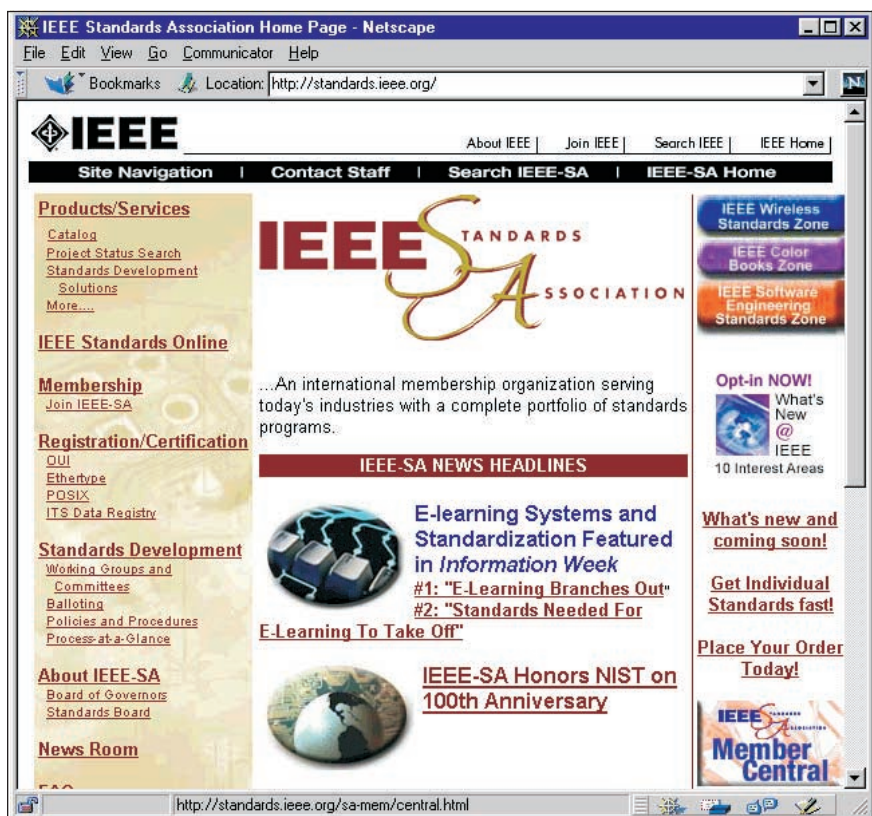 IEEE Standards Association Home Page - Netscape
File Edit View Go Communicator Help
Bookmarks Location: http://standards.ieee.org/
N
IEEE
About IEEE | Join IEEE | Search IEEE | IEEE Home |
Site Navigation | Contact Staff | Search IEEE-SA | IEEE-SA Home
Products/Services
Catalog
Project Status Search
Standards Development
Solutions
More....
IEEE Standards Online
Membership
Join IEEE-SA
Registration/Certification
OUI
Ethertype
POSIX
ITS Data Registry
Standards Development
Working Groups and
Committees
Balloting
Policies and Procedures
Process-at-a-Glance
About IEEE-SA
Board of Governors
Standards Board
News Room
FAQ
IEEE STANDARDS
ASSOCIATION
...An international membership organization serving
today's industries with a complete portfolio of standards
programs.
IEEE-SA NEWS HEADLINES
E-learning Systems and
Standardization Featured
in Information Week
#1: "E-Learning Branches Out"
#2: "Standards Needed For
E-Learning To Take Off"
IEEE-SA Honors NIST on
100th Anniversary
IEEE Wireless
Standards Zone
IEEE Color
Books Zone
IEEE Software
Engineering
Standards Zone
Opt-in NOW!
What's
New
@
IEEE
10 Interest Areas
What's new and
coming soon!
Get Individual
Standards fast!
Place Your Order
Today!
IEEE STANDARDS
ASSOCIATION
Member
Central
http://standards.ieee.org/sa-mem/central.html